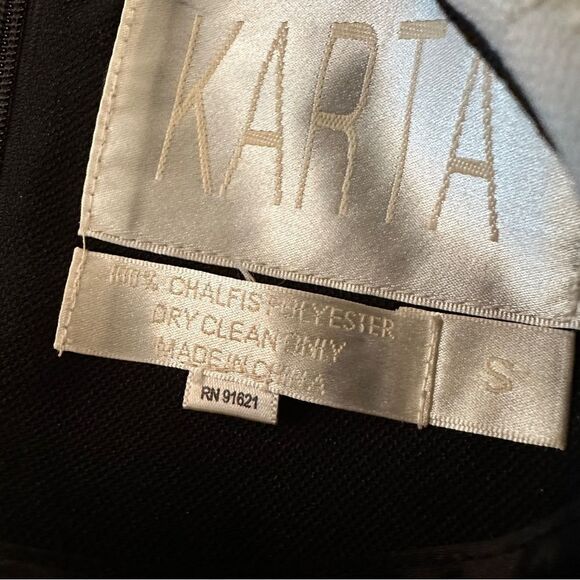 KARTA
100% CHALFIS POLYESTER
DRY CLEAN ONLY
MADE IN CHINA
S
RN 91621